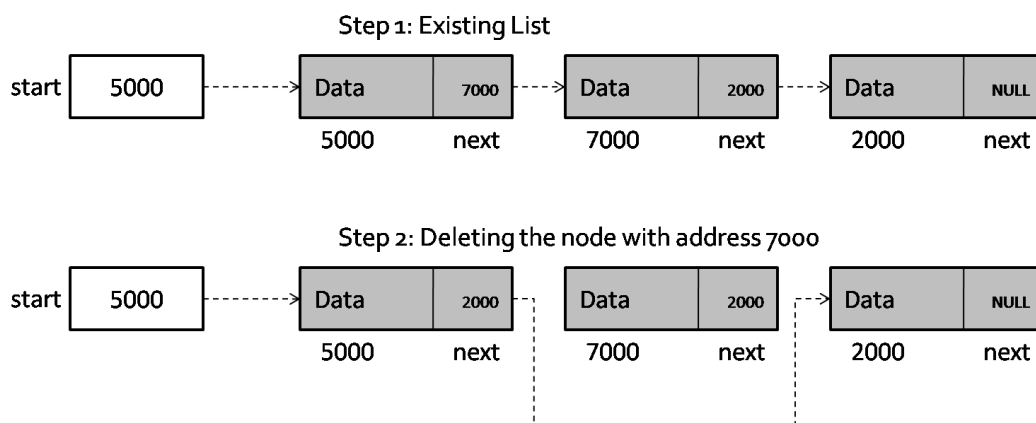 Step 1: Existing List
start 5000 Data 7000 Data 2000 Data NULL
5000 next 7000 next 2000 next
Step 2: Deleting the node with address 7000
start 5000 Data 2000 Data 2000 Data NULL
5000 next 7000 next 2000 next